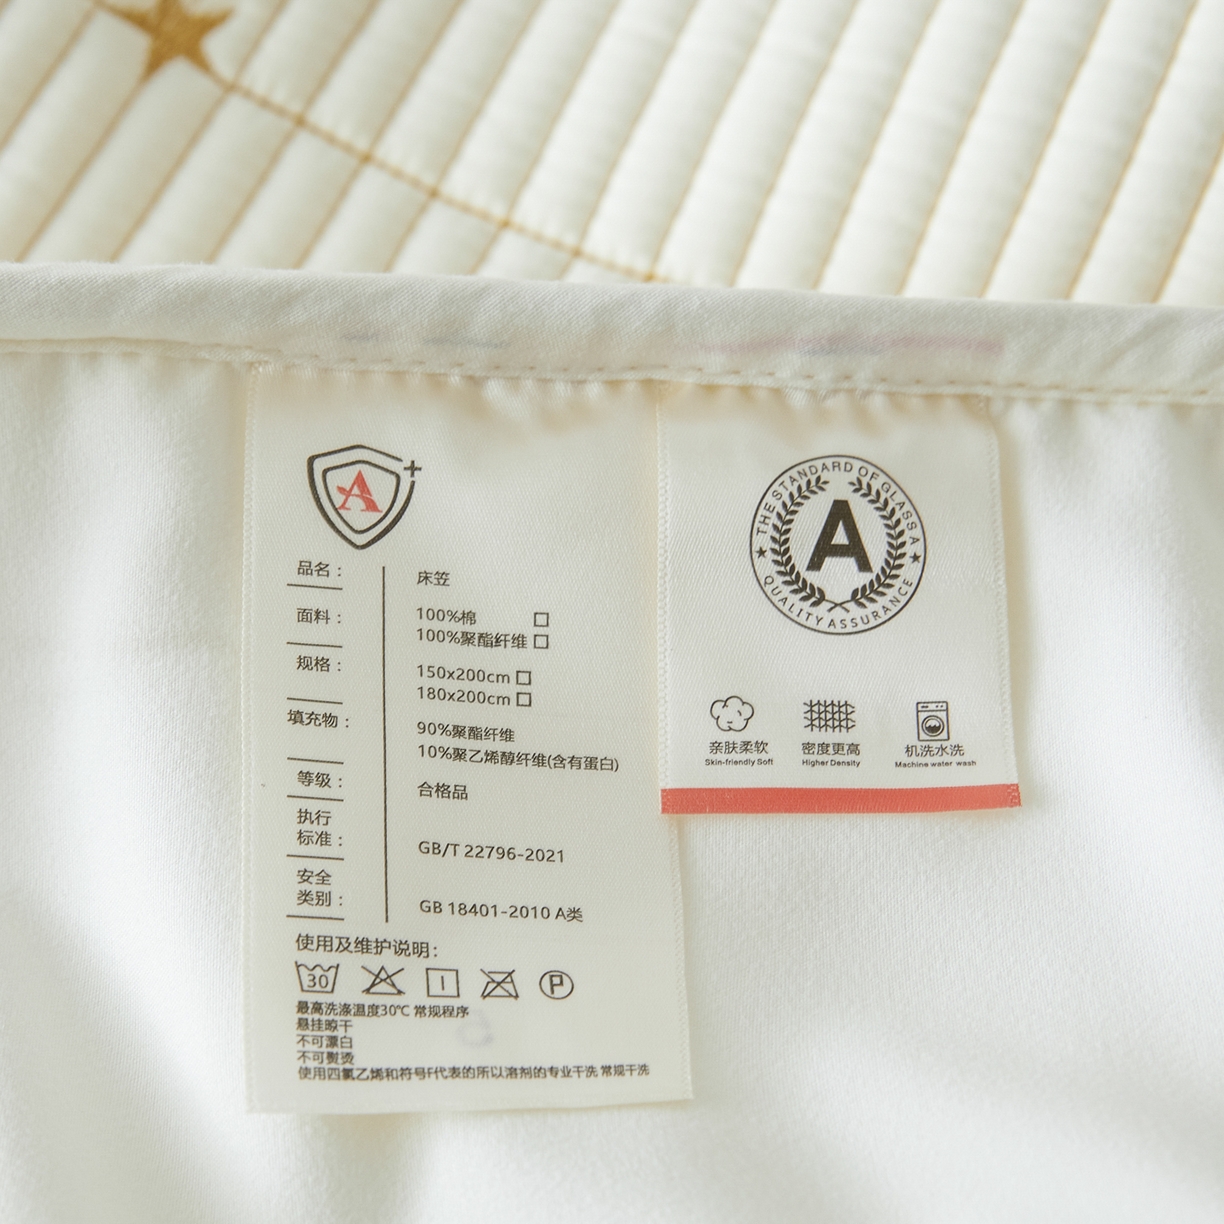 A+
品名：
床笠
面料：
100%棉 □
100%聚酯纤维 □
规格：
150x200cm □
180x200cm □
填充物：
90%聚酯纤维
10%聚乙烯醇纤维(含有蛋白)
等级：
合格品
执行
标准：
GB/T 22796-2021
安全
类别：
GB 18401-2010 A类
使用及维护说明：
30
P
最高洗涤温度30℃ 常规程序
悬挂晾干
不可漂白
不可熨烫
使用四氯乙烯和符号F代表的所以溶剂的专业干洗 常规干洗
THE STANDARD OF GLASS A
A
QUALITY ASSURANCE
亲肤柔软
Skin-friendly Soft
密度更高
Higher Density
机洗水洗
Machine water wash